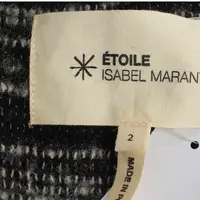 ÉTOILE
ISABEL MARANT
2
MADE IN